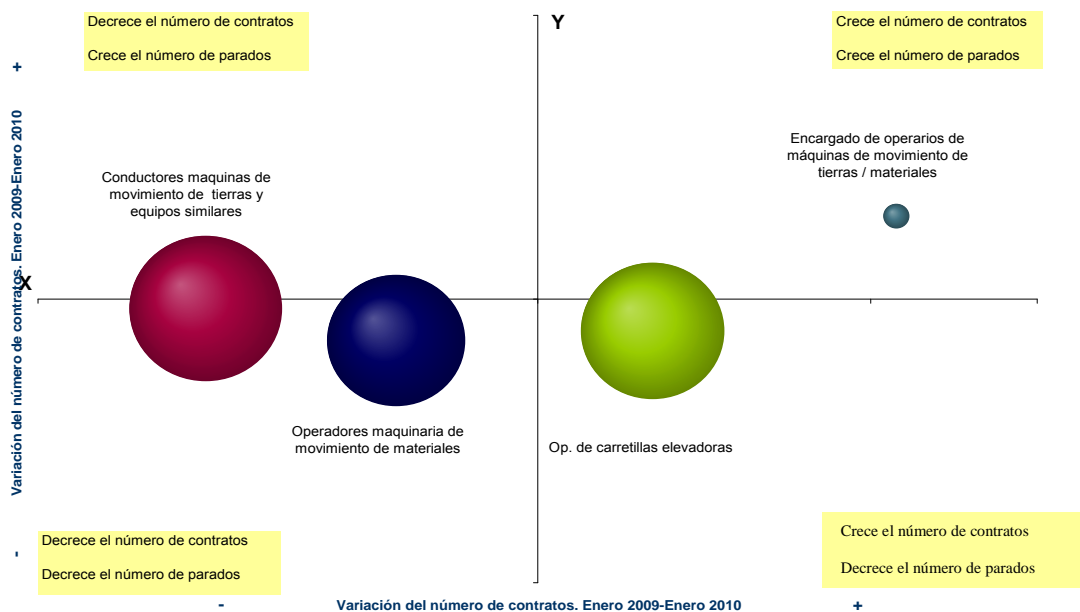 Decrece el número de contratos
Crece el número de parados
Y
Crece el número de contratos
Crece el número de parados
+
Variación del número de contratos. Enero 2009-Enero 2010
-
X
Encargado de operarios de
máquinas de movimiento de
tierras / materiales
Conductores maquinas de
movimiento de tierras y
equipos similares
Operadores maquinaria de
movimiento de materiales
Op. de carretillas elevadoras
Decrece el número de contratos
Decrece el número de parados
Crece el número de contratos
Decrece el número de parados
-
Variación del número de contratos. Enero 2009-Enero 2010
+